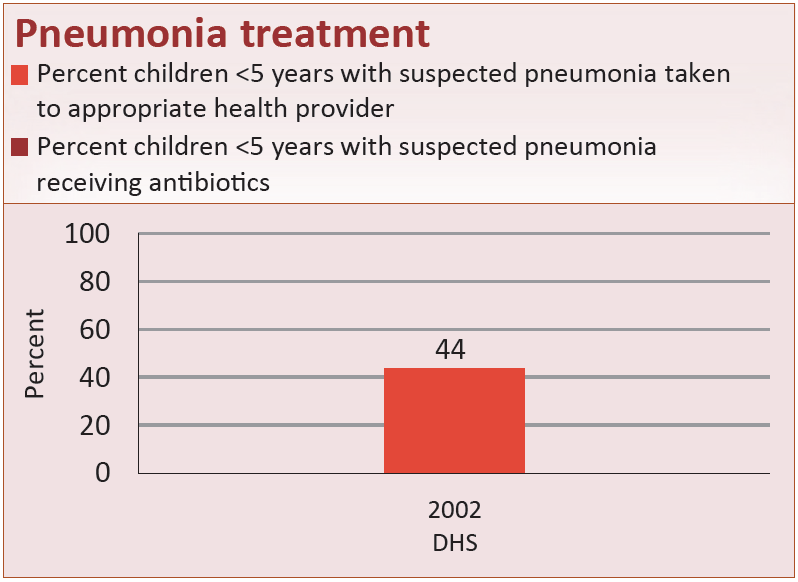 Pneumonia treatment
Percent children <5 years with suspected pneumonia taken
to appropriate health provider
Percent children <5 years with suspected pneumonia
receiving antibiotics
100
80
60
40
20
0
Percent
44
2002
DHS